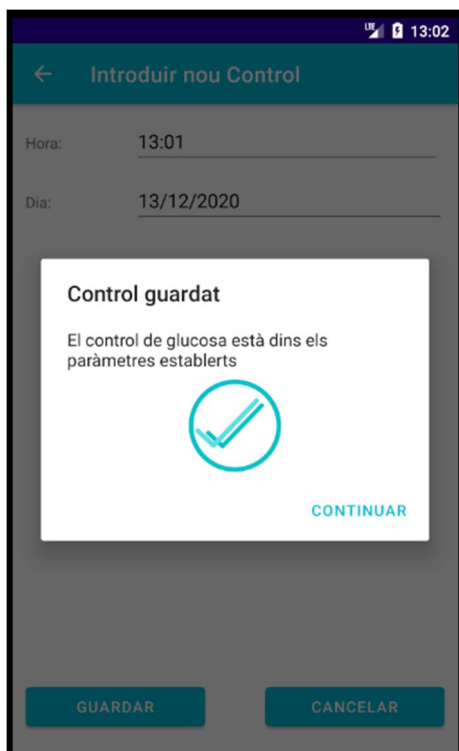 LTE 13:02
Introduir nou Control
Hora: 13:01
Dia: 13/12/2020
Control guardat
El control de glucosa està dins els
paràmetres establerts
CONTINUAR
GUARDAR CANCELAR